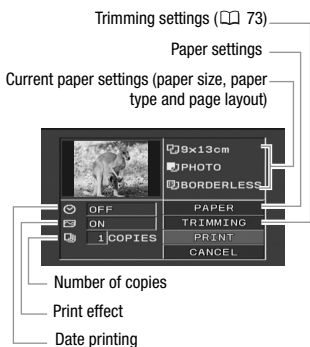 Trimming settings ( 73)
Paper settings
Current paper settings (paper size, paper
type and page layout)
9x13cm
PHOTO
BORDERLESS
OFF
PAPER
ON
TRIMMING
1 COPIES
PRINT
CANCEL
Number of copies
Print effect
Date printing